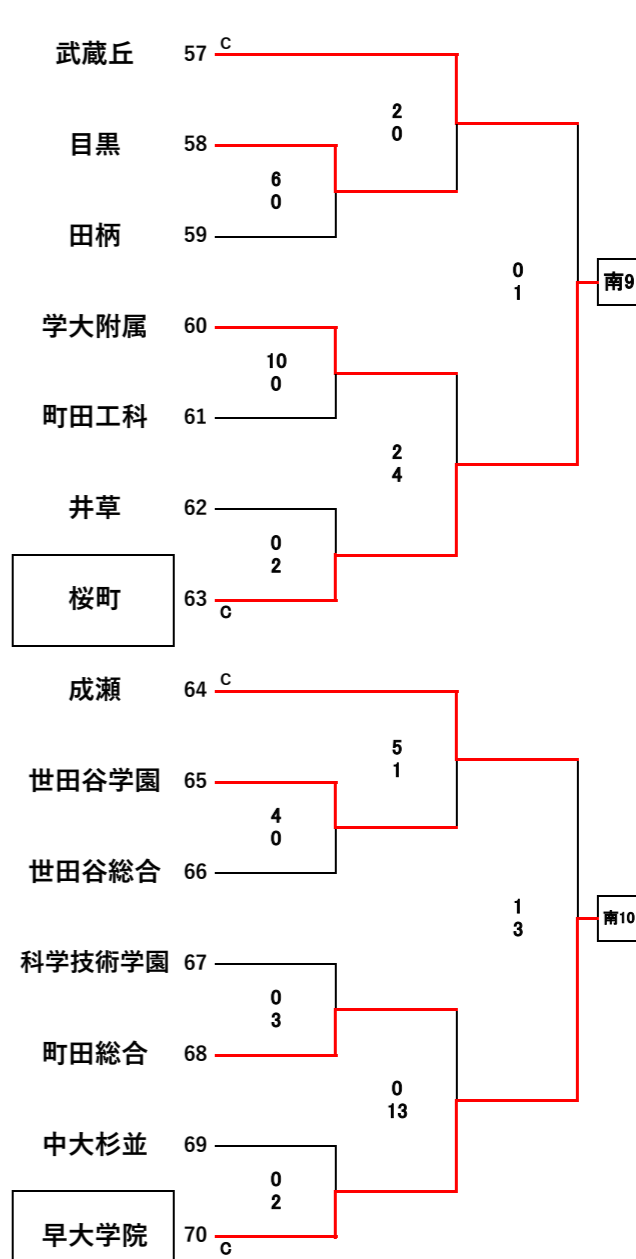 武蔵丘 57 C
2
0
目黒 58
6
0
田柄 59
0
1
南9
学大附属 60
10
0
町田工科 61
2
4
井草 62
0
2
桜町 63 C
成瀬 64 C
5
1
世田谷学園 65
4
0
世田谷総合 66
1
3
南10
科学技術学園 67
0
3
町田総合 68
0
13
中大杉並 69
0
2
早大学院 70 C